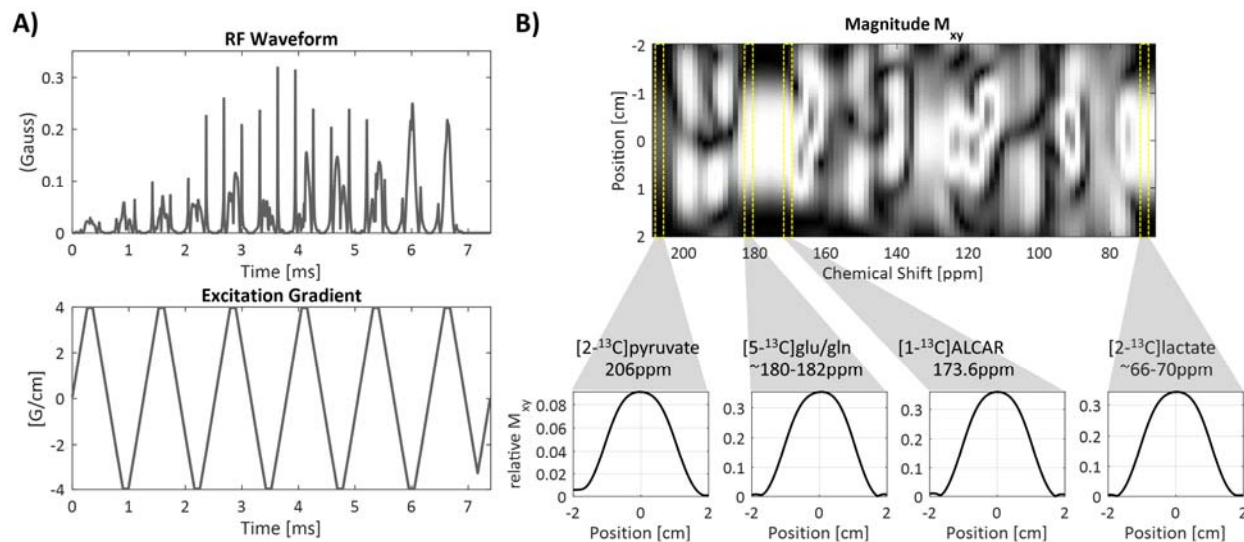 A)
RF Waveform
(Gauss)
0.3
0.2
0.1
0
0 1 2 3 4 5 6 7
Time [ms]
Excitation Gradient
[G/cm]
4
2
0
-2
-4
0 1 2 3 4 5 6 7
Time [ms]
B)
Magnitude Mxy
Position [cm]
-2
-1
0
1
2
200 180 160 140 120 100 80
Chemical Shift [ppm]
[2-¹³C]pyruvate
206ppm
[5-¹³C]glu/gln
~180-182ppm
[1-¹³C]ALCAR
173.6ppm
[2-¹³C]lactate
~66-70ppm
relative Mxy
0.08
0.06
0.04
0.02
0
-2 0 2
Position [cm]
0.3
0.2
0.1
0
-2 0 2
Position [cm]
0.3
0.2
0.1
0
-2 0 2
Position [cm]
0.3
0.2
0.1
0
-2 0 2
Position [cm]